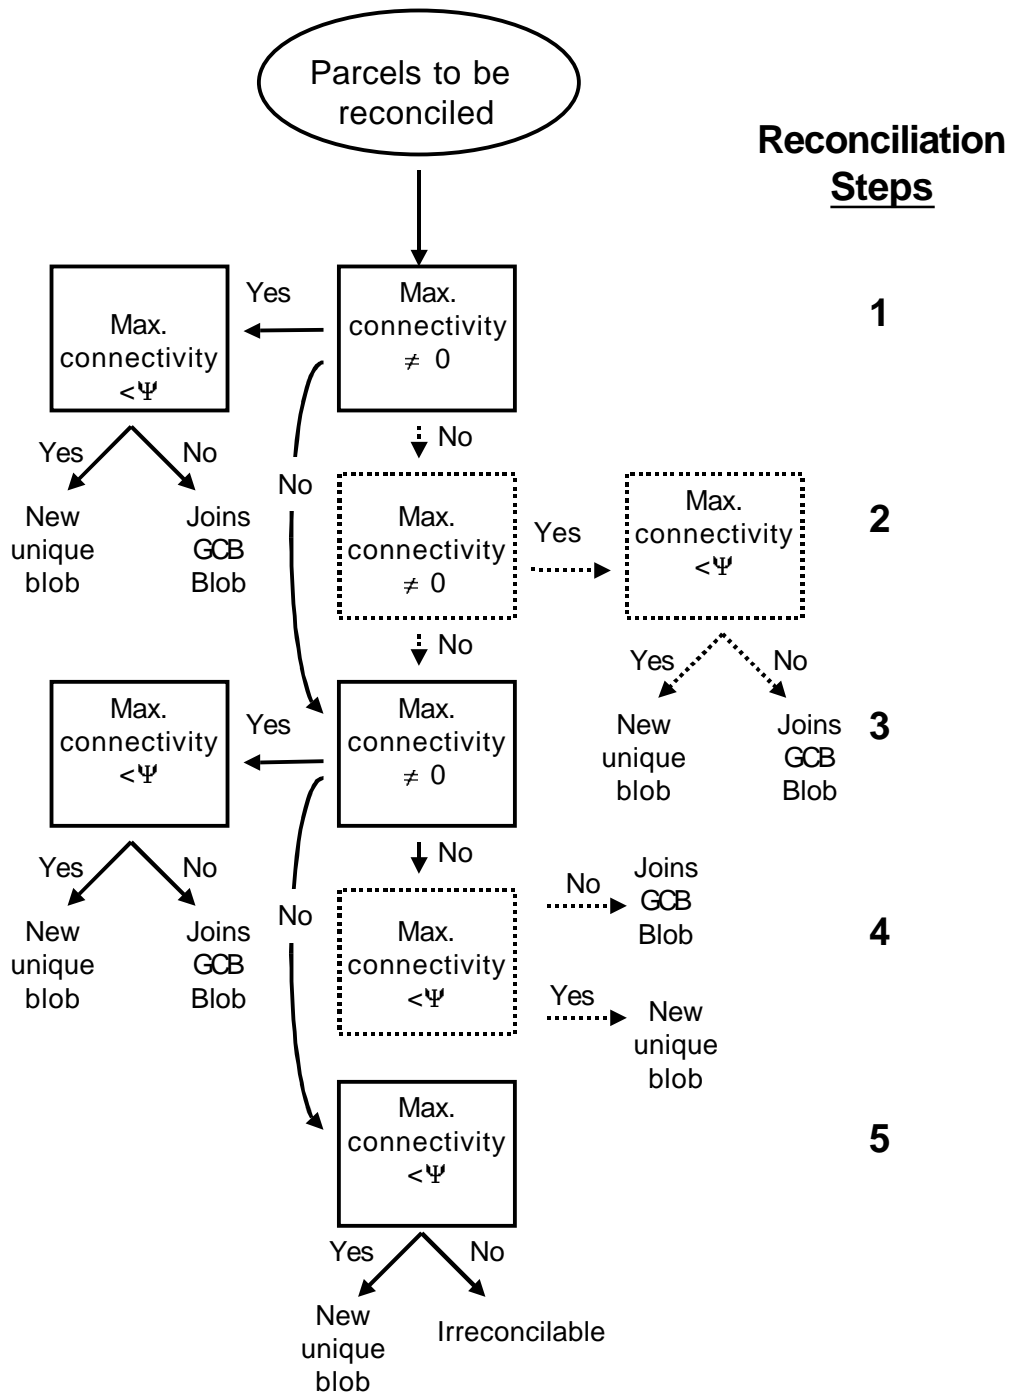 Parcels to be
reconciled
Reconciliation
Steps
1
Yes
Max.
connectivity
≠ 0
Max.
connectivity
<Ψ
Yes
No
New
unique
blob
Joins
GCB
Blob
No
No
2
Max.
connectivity
≠ 0
Yes
Max.
connectivity
<Ψ
Yes
No
New
unique
blob
Joins
GCB
Blob
No
3
Max.
connectivity
≠ 0
Yes
Max.
connectivity
<Ψ
Yes
No
New
unique
blob
Joins
GCB
Blob
No
No
4
Max.
connectivity
<Ψ
No
Joins
GCB
Blob
Yes
New
unique
blob
5
Max.
connectivity
<Ψ
Yes
No
New
unique
blob
Irreconcilable